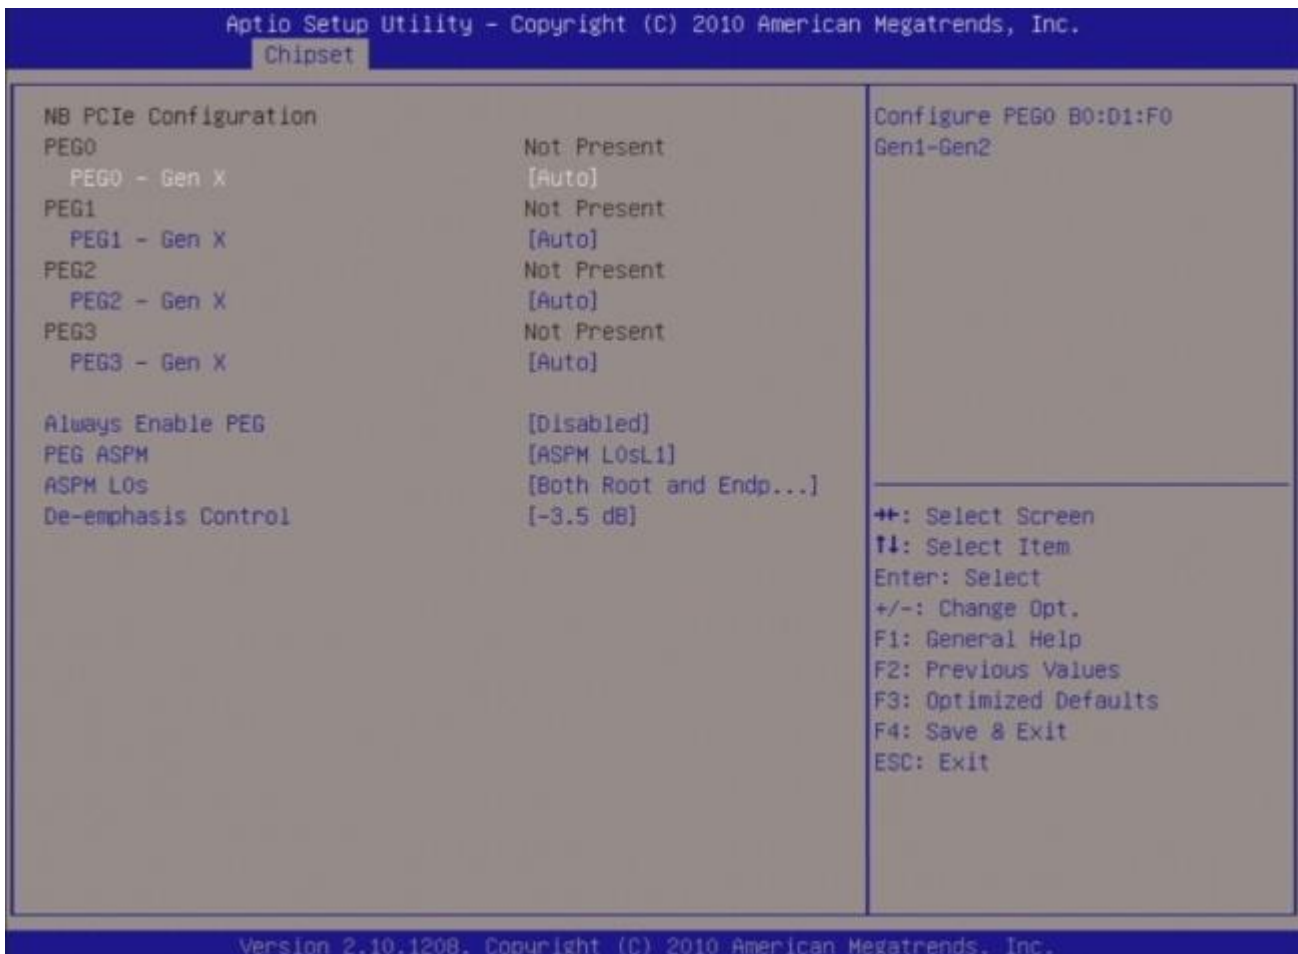 Aptio Setup Utility – Copyright (C) 2010 American Megatrends, Inc.
Chipset
NB PCIe Configuration
PEG0 Not Present
PEG0 – Gen X [Auto]
PEG1 Not Present
PEG1 – Gen X [Auto]
PEG2 Not Present
PEG2 – Gen X [Auto]
PEG3 Not Present
PEG3 – Gen X [Auto]
Always Enable PEG [Disabled]
PEG ASPM [ASPM L0sL1]
ASPM L0s [Both Root and Endp...]
De-emphasis Control [-3.5 dB]
Configure PEG0 B0:D1:F0
Gen1-Gen2
→←: Select Screen
↑↓: Select Item
Enter: Select
+/-: Change Opt.
F1: General Help
F2: Previous Values
F3: Optimized Defaults
F4: Save & Exit
ESC: Exit
Version 2.10.1208. Copyright (C) 2010 American Megatrends, Inc.